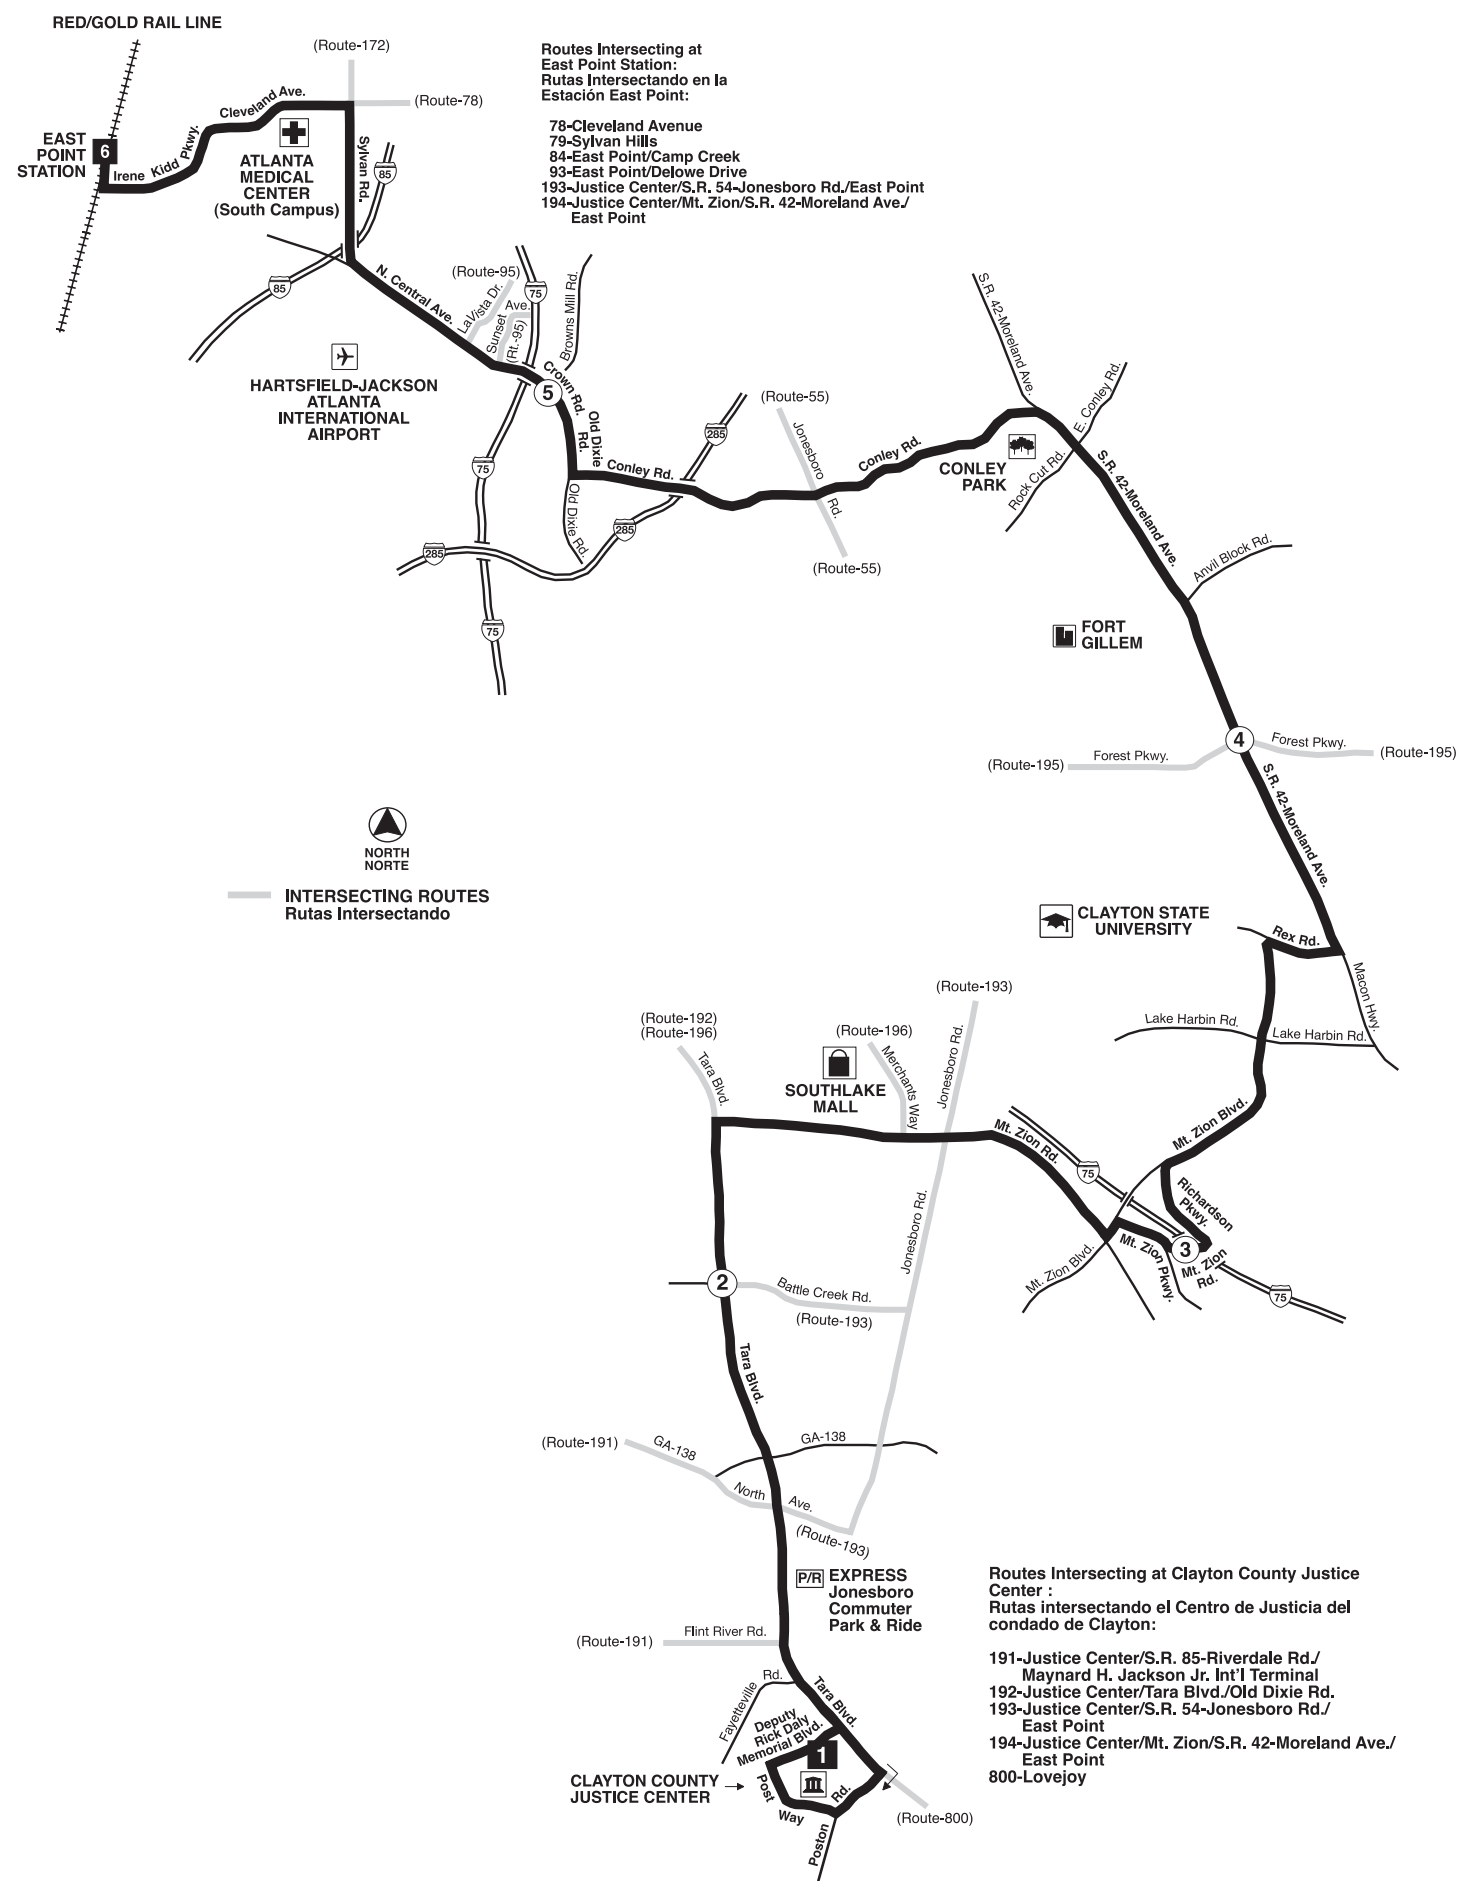 RED/GOLD RAIL LINE
(Route-172)
(Route-78)
Routes Intersecting at
East Point Station:
Rutas Intersectando en la
Estación East Point:
78-Cleveland Avenue
79-Sylvan Hills
84-East Point/Camp Creek
93-East Point/Delowe Drive
193-Justice Center/S.R. 54-Jonesboro Rd./East Point
194-Justice Center/Mt. Zion/S.R. 42-Moreland Ave./
East Point
EAST
POINT
STATION
6
Irene Kidd Pkwy.
Cleveland Ave.
ATLANTA
MEDICAL
CENTER
(South Campus)
Sylvan Rd.
85
85
N. Central Ave.
(Route-95)
LaVista Dr.
Sunset Ave.
(Rt.-95)
75
Browns Mill Rd.
HARTSFIELD-JACKSON
ATLANTA
INTERNATIONAL
AIRPORT
5
Crown Rd.
Old Dixie
Rd.
Conley Rd.
285
75
Old Dixie Rd.
285
285
75
(Route-55)
Jonesboro Rd.
(Route-55)
Conley Rd.
S.R. 42-Moreland Ave.
E. Conley Rd.
CONLEY
PARK
Rock Cut Rd.
S.R. 42-Moreland Ave.
Anvil Block Rd.
FORT
GILLEM
4
(Route-195)
Forest Pkwy.
Forest Pkwy.
(Route-195)
S.R. 42-Moreland Ave.
NORTH
NORTE
INTERSECTING ROUTES
Rutas Intersectando
CLAYTON STATE
UNIVERSITY
Rex Rd.
Macon Hwy.
Lake Harbin Rd.
Lake Harbin Rd.
(Route-193)
(Route-192)
(Route-196)
Tara Blvd.
(Route-196)
Merchants Way
Jonesboro Rd.
SOUTHLAKE
MALL
Mt. Zion Rd.
Mt. Zion Blvd.
75
Richardson
Pkwy.
3
Mt. Zion Pkwy.
Mt. Zion
Rd.
Mt. Zion Blvd.
75
Jonesboro Rd.
2
Battle Creek Rd.
(Route-193)
Tara Blvd.
(Route-191)
GA-138
GA-138
North Ave.
(Route-193)
P/R EXPRESS
Jonesboro
Commuter
Park & Ride
(Route-191)
Flint River Rd.
Fayetteville Rd.
Tara Blvd.
Deputy
Rick Daly
Memorial Blvd.
1
CLAYTON COUNTY
JUSTICE CENTER
Post Way
Poston Rd.
(Route-800)
Routes Intersecting at Clayton County Justice
Center :
Rutas intersectando el Centro de Justicia del
condado de Clayton:
191-Justice Center/S.R. 85-Riverdale Rd./
Maynard H. Jackson Jr. Int'l Terminal
192-Justice Center/Tara Blvd./Old Dixie Rd.
193-Justice Center/S.R. 54-Jonesboro Rd./
East Point
194-Justice Center/Mt. Zion/S.R. 42-Moreland Ave./
East Point
800-Lovejoy